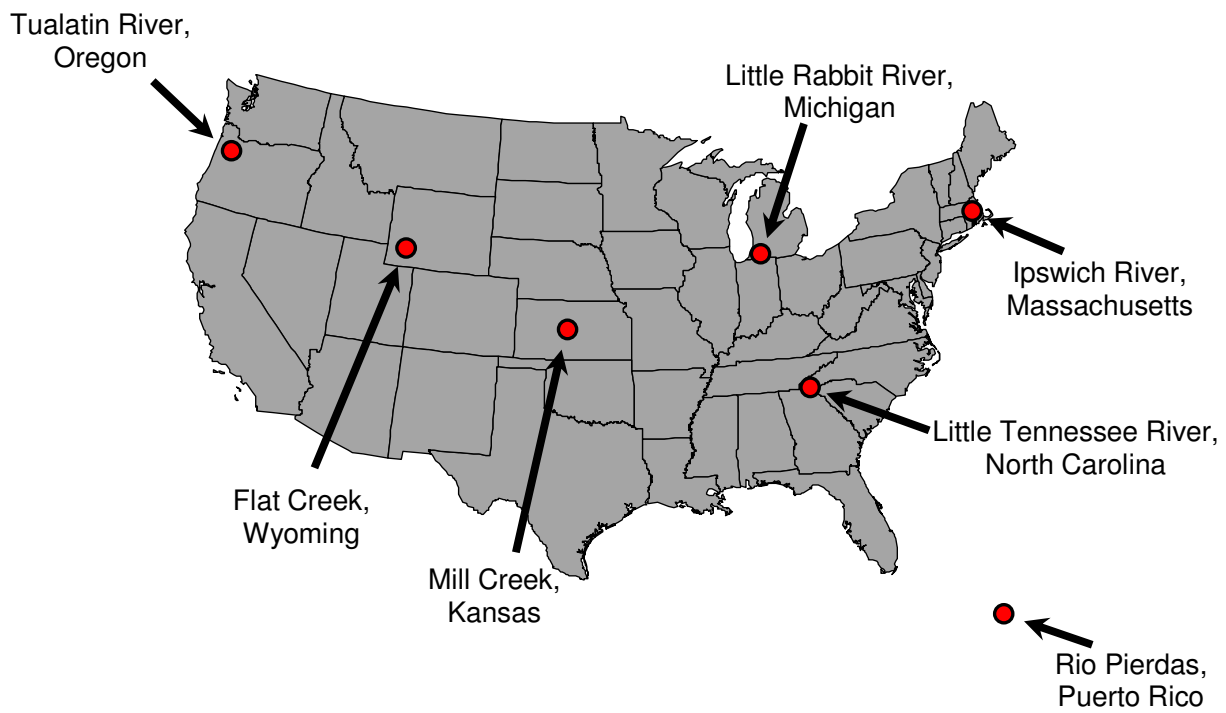 Tualatin River,
Oregon
Little Rabbit River,
Michigan
Ipswich River,
Massachusetts
Little Tennessee River,
North Carolina
Flat Creek,
Wyoming
Mill Creek,
Kansas
Rio Pierdas,
Puerto Rico